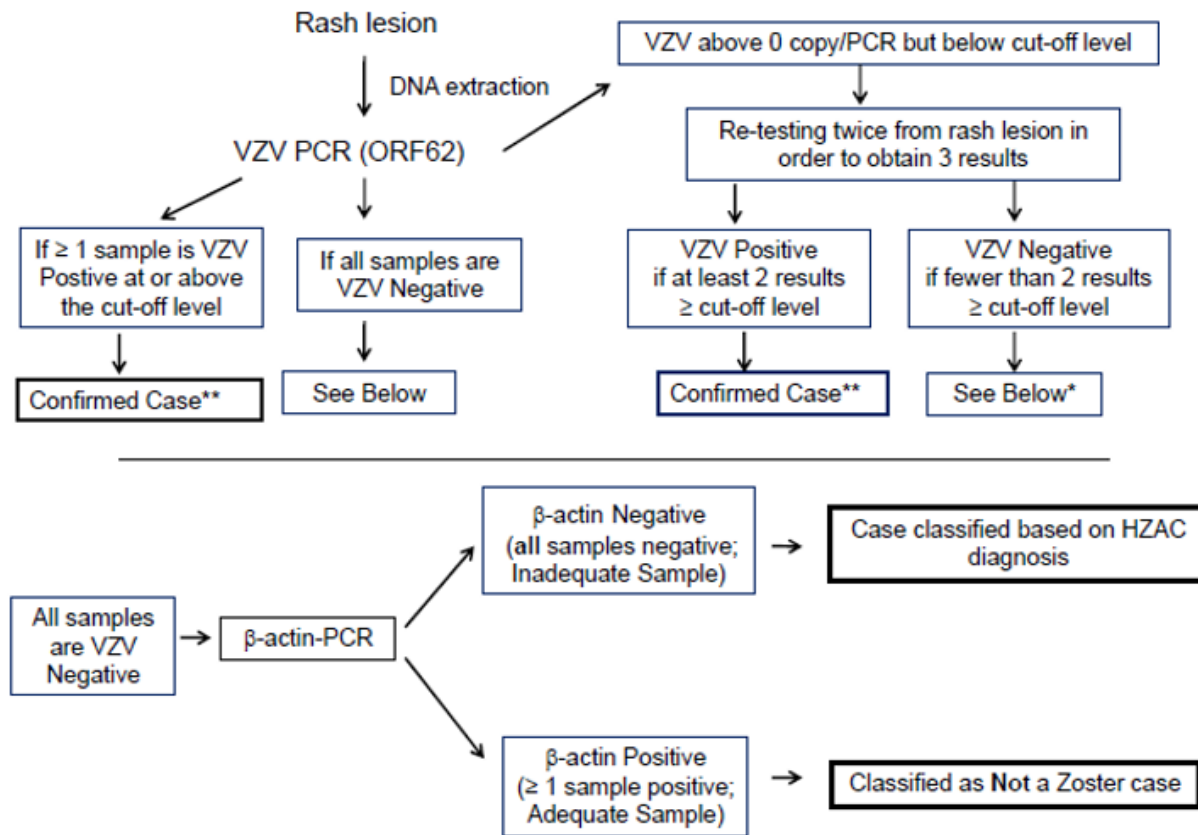 Rash lesion
DNA extraction
VZV PCR (ORF62)
If ≥ 1 sample is VZV
Postive at or above
the cut-off level
Confirmed Case**
If all samples are
VZV Negative
See Below
VZV above 0 copy/PCR but below cut-off level
Re-testing twice from rash lesion in
order to obtain 3 results
VZV Positive
if at least 2 results
≥ cut-off level
Confirmed Case**
VZV Negative
if fewer than 2 results
≥ cut-off level
See Below*
All samples
are VZV
Negative
β-actin-PCR
β-actin Negative
(all samples negative;
Inadequate Sample)
Case classified based on HZAC
diagnosis
β-actin Positive
(≥ 1 sample positive;
Adequate Sample)
Classified as Not a Zoster case